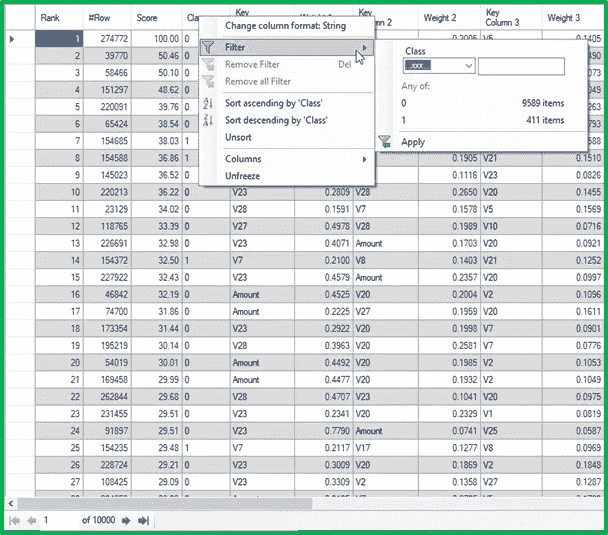 Rank #Row Score Key Column 2 Weight 2 Key Column 3 Weight 3
Change column format: String
Filter
Remove Filter Del
Remove all Filter
Sort ascending by 'Class'
Sort descending by 'Class'
Unsort
Columns
Unfreeze
Class
.xxx.
Any of:
0 9589 items
1 411 items
Apply
1 274772 100.00 0 V5 0.1405
2 39770 50.46 0
3 58466 50.10 0
4 151297 48.62 0
5 220091 39.76 0
6 65424 38.54 0
7 154685 38.03 1
8 154588 36.86 1 0.1905 V21 0.1510
9 145023 36.52 0 0.1116 V23 0.0826
10 220213 36.22 0 V23 0.2809 V28 0.2650 V20 0.1455
11 23129 34.02 0 V28 0.1591 V7 0.1578 V5 0.1569
12 118765 33.39 0 V27 0.4978 V28 0.1989 V10 0.0716
13 226691 32.98 0 V23 0.4071 Amount 0.1703 V20 0.0921
14 154372 32.50 1 V7 0.2100 V8 0.1403 V21 0.1252
15 227922 32.43 0 V23 0.4579 Amount 0.2357 V20 0.0997
16 46842 32.19 0 Amount 0.4525 V20 0.2004 V2 0.1096
17 74700 31.86 0 Amount 0.2225 V27 0.1959 V20 0.1611
18 173354 31.44 0 V23 0.2922 V20 0.1998 V7 0.0901
19 195219 30.14 0 V28 0.3963 V20 0.2581 V7 0.0776
20 54019 30.01 0 Amount 0.4492 V20 0.1985 V2 0.1053
21 169458 29.99 0 Amount 0.4477 V20 0.1932 V2 0.1049
22 262844 29.68 0 V28 0.4707 V23 0.1041 V20 0.0975
23 231455 29.51 0 V23 0.2341 V20 0.2329 V1 0.0819
24 91897 29.51 0 V23 0.7790 Amount 0.0741 V25 0.0587
25 154235 29.48 1 V7 0.2117 V17 0.1277 V8 0.0969
26 228724 29.21 0 V23 0.3009 V20 0.1869 V2 0.1848
27 108425 29.09 0 V23 0.3309 V2 0.1358 V27 0.1287
1 of 10000